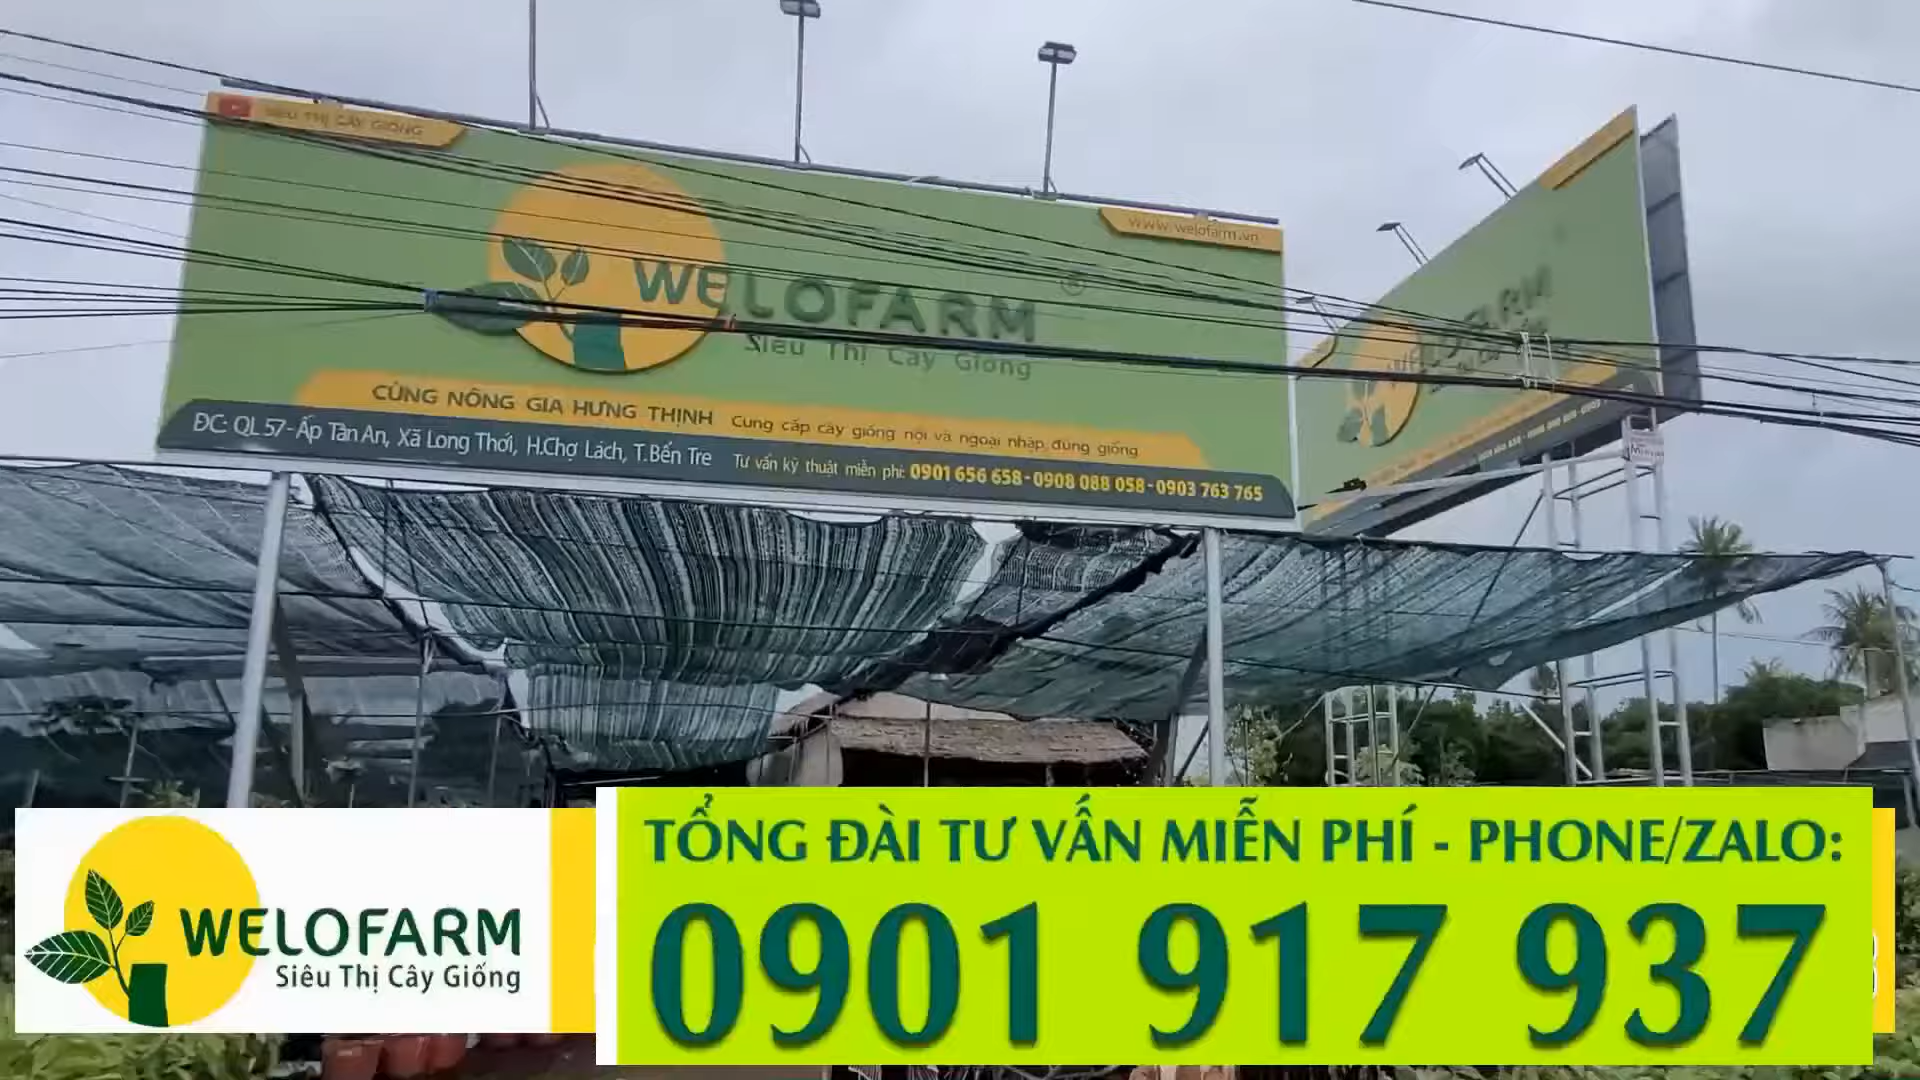 SIÊU THỊ CÂY GIỐNG
www.welofarm.vn
WELOFARM ®
Siêu Thị Cây Giống
CÙNG NÔNG GIA HƯNG THỊNH Cung cấp cây giống nội và ngoại nhập đúng giống
ĐC: QL 57 - Ấp Tân An, Xã Long Thới, H.Chợ Lách, T.Bến Tre Tư vấn kỹ thuật miễn phí: 0901 656 658 - 0908 088 058 - 0903 763 765
WELOFARM
WELOFARM
Siêu Thị Cây Giống
TỔNG ĐÀI TƯ VẤN MIỄN PHÍ - PHONE/ZALO:
0901 917 937